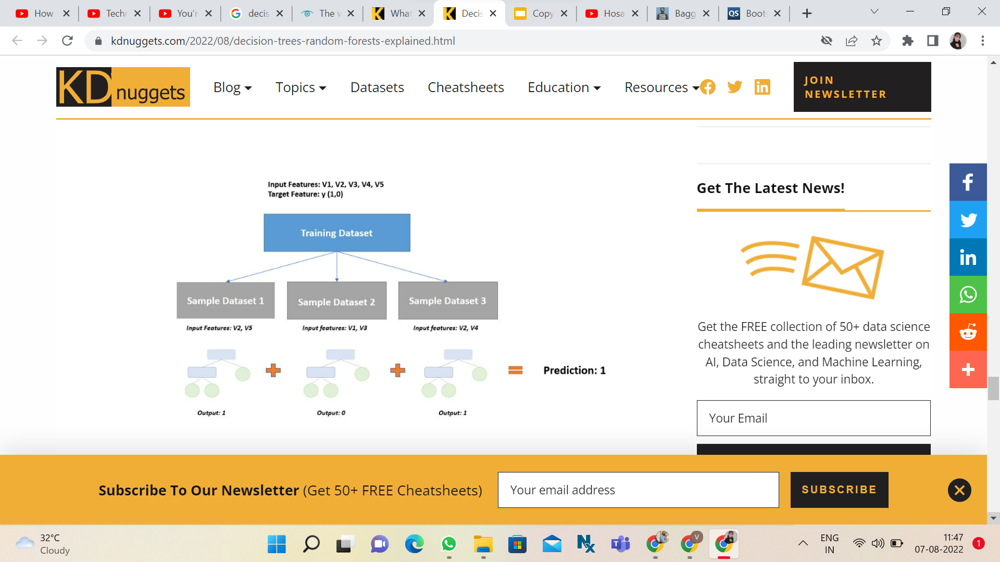 How
Tech
You'r
decis
The v
What
Decis
Copy
Hosa
Bagg
Boot
kdnuggets.com/2022/08/decision-trees-random-forests-explained.html
KD nuggets
Blog
Topics
Datasets
Cheatsheets
Education
Resources
JOIN
NEWSLETTER
Input Features: V1, V2, V3, V4, V5
Target Feature: y (1,0)
Training Dataset
Sample Dataset 1
Sample Dataset 2
Sample Dataset 3
Input Features: V2, V5
Input features: V1, V3
Input features: V2, V4
Prediction: 1
Output: 1
Output: 0
Output: 1
Get The Latest News!
Get the FREE collection of 50+ data science
cheatsheets and the leading newsletter on
AI, Data Science, and Machine Learning,
straight to your inbox.
Your Email
Subscribe To Our Newsletter (Get 50+ FREE Cheatsheets)
Your email address
SUBSCRIBE
32°C
Cloudy
ENG
IN
11:47
07-08-2022
1